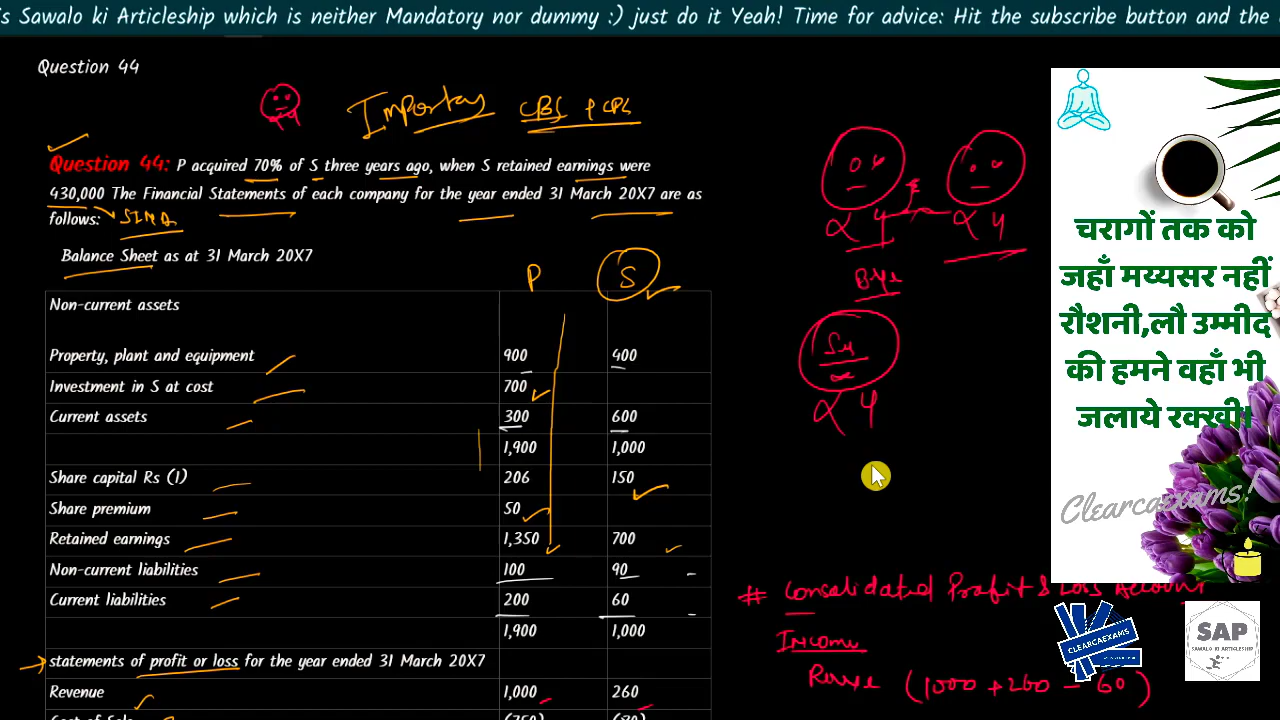 s Sawalo ki Articleship which is neither Mandatory nor dummy :) just do it Yeah! Time for advice: Hit the subscribe button and the
Question 44
CBS + CPL
Question 44: P acquired 70% of S three years ago, when S retained earnings were
430,000 The Financial Statements of each company for the year ended 31 March 20X7 are as
follows:
Balance Sheet as at 31 March 20X7
P S
Non-current assets
Property, plant and equipment 900 400
Investment in S at cost 700
Current assets 300 600
1,900 1,000
Share capital Rs (1) 206 150
Share premium 50
Retained earnings 1,350 700
Non-current liabilities 100 90
Current liabilities 200 60
1,900 1,000
statements of profit or loss for the year ended 31 March 20X7
Revenue 1,000 260
# Consolidated Profit & Loss Account
Income
(1000 + 260 - 60)
चरागों तक को
जहाँ मय्यसर नहीं
रौशनी,लौ उम्मीद
की हमने वहाँ भी
जलाये रक्खी।
Clearcaexams!
CLEARCAEXAMS
SAP
SAWALO KI ARTICLESHIP